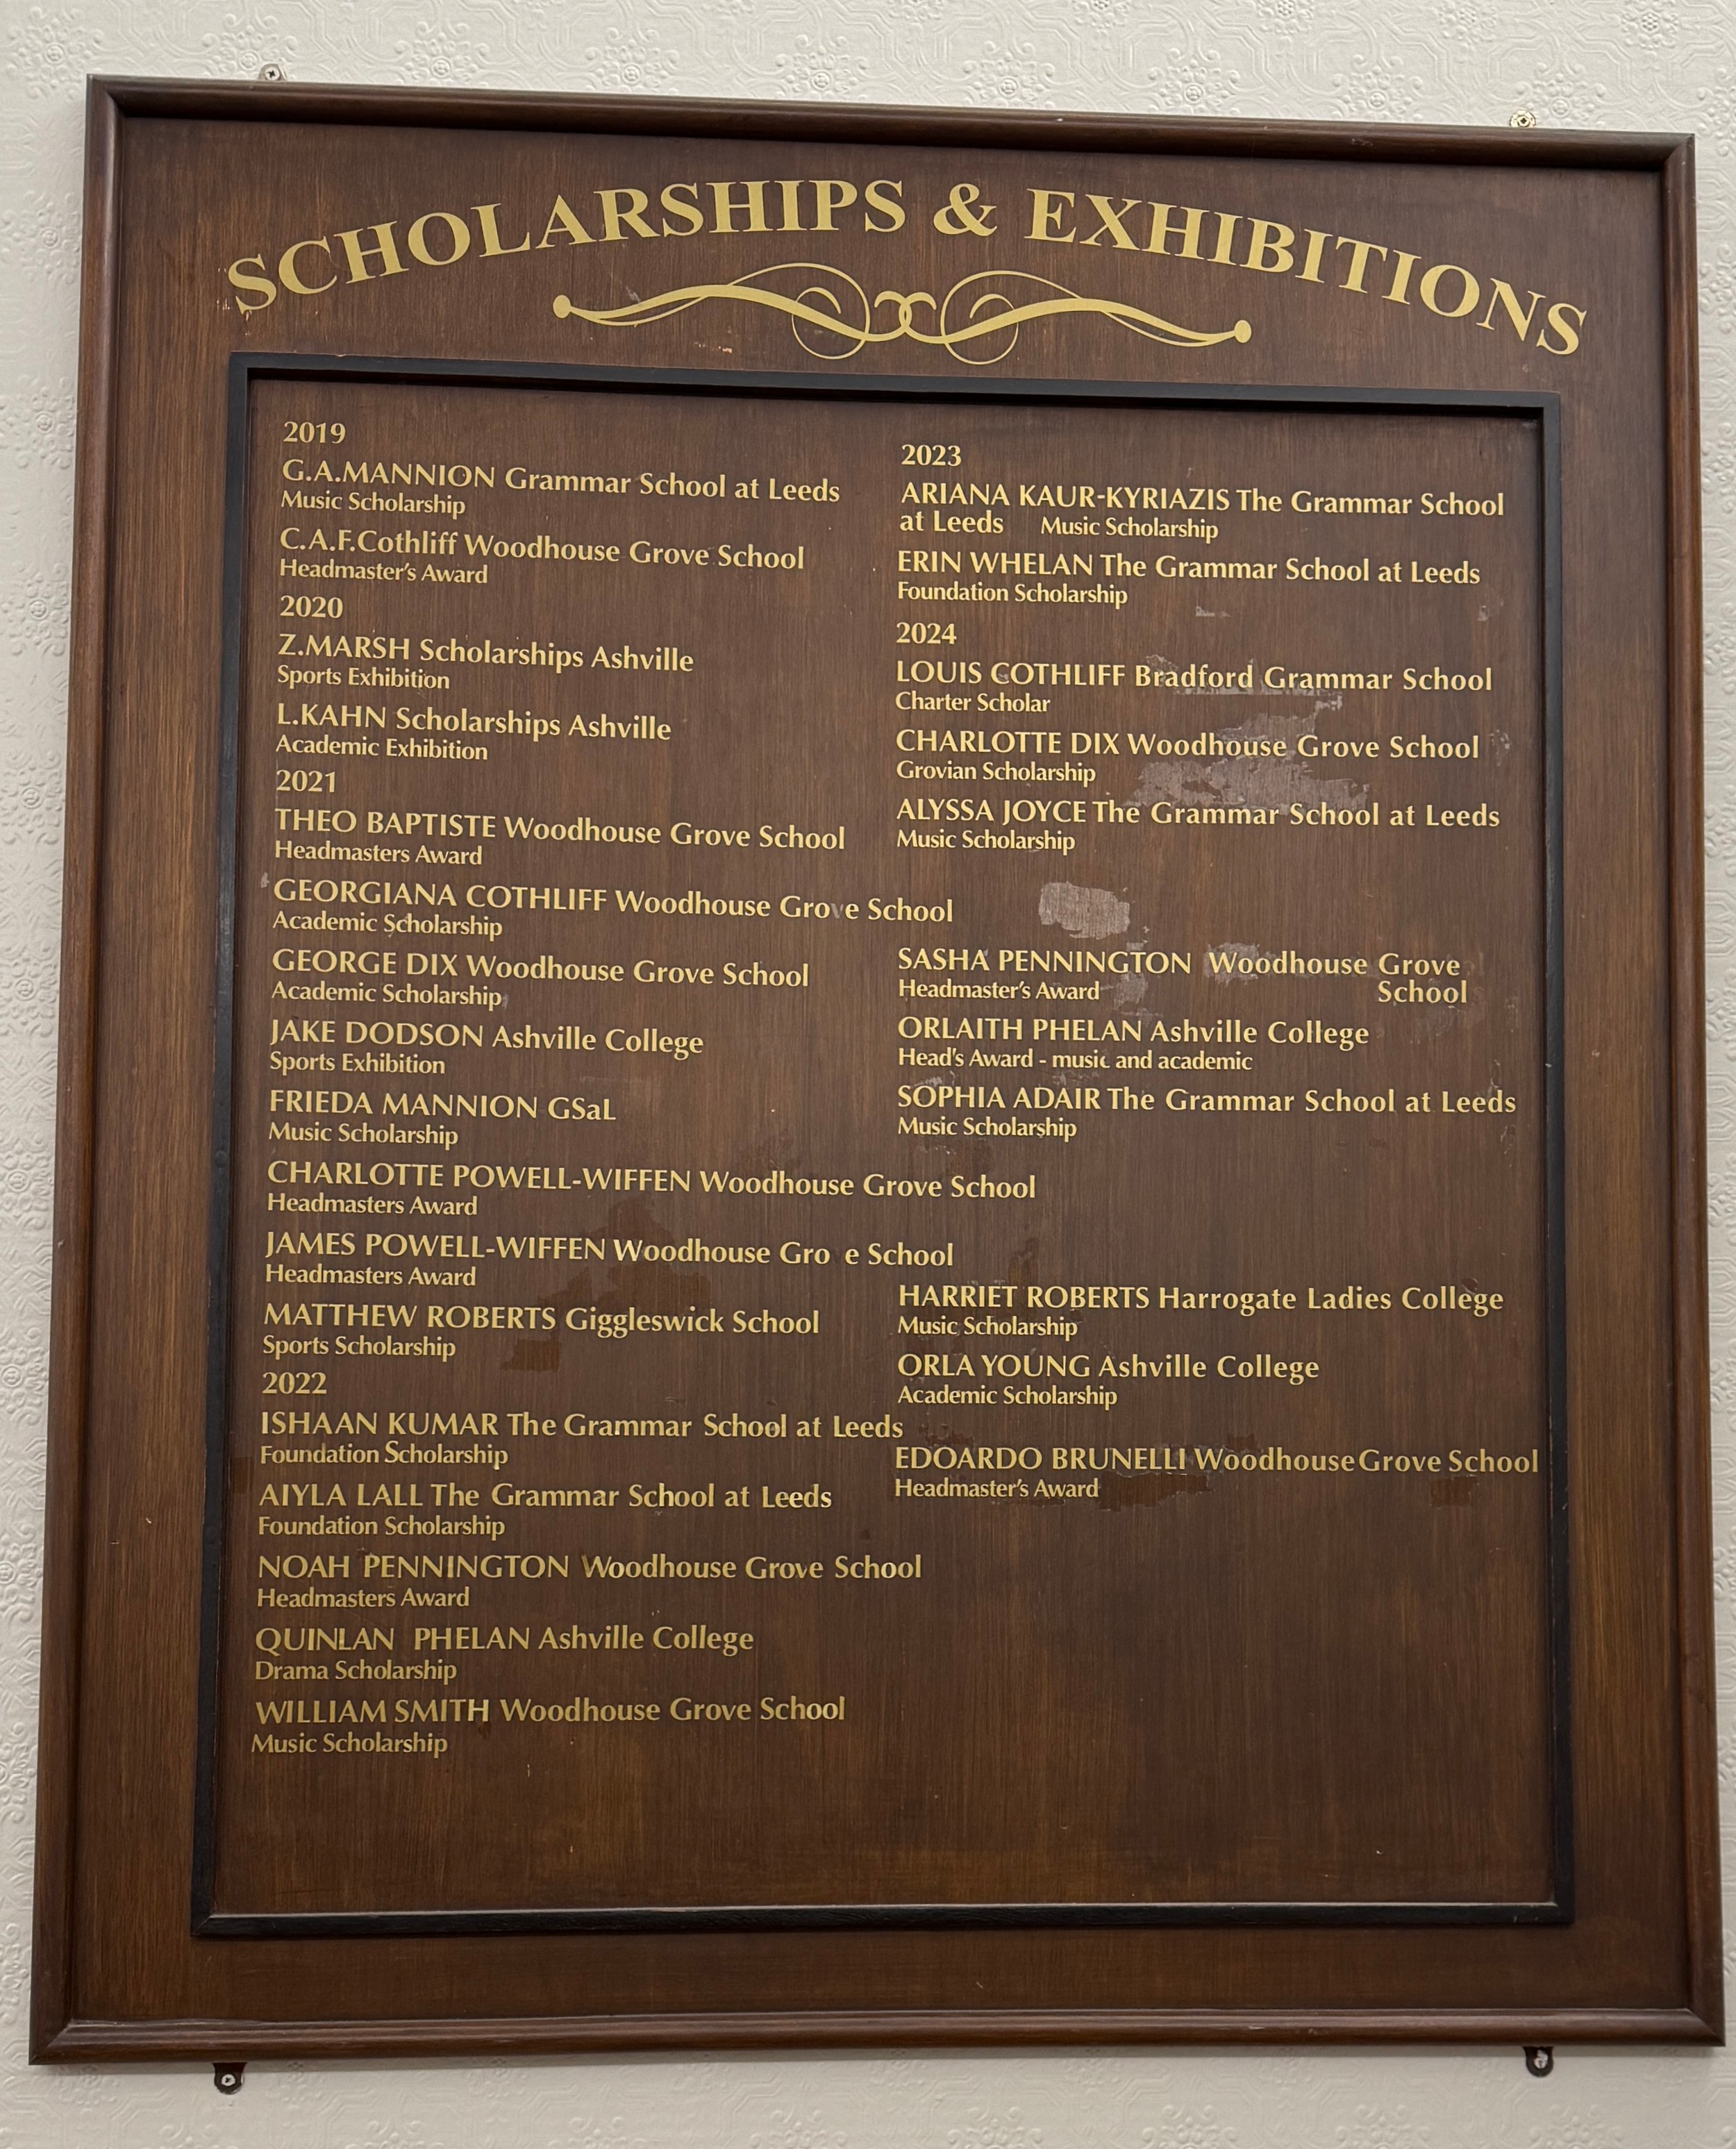 SCHOLARSHIPS & EXHIBITIONS
2019
G.A.MANNION Grammar School at Leeds
Music Scholarship
C.A.F.Cothliff Woodhouse Grove School
Headmaster's Award
2020
Z.MARSH Scholarships Ashville
Sports Exhibition
L.KAHN Scholarships Ashville
Academic Exhibition
2021
THEO BAPTISTE Woodhouse Grove School
Headmasters Award
GEORGIANA COTHLIFF Woodhouse Grove School
Academic Scholarship
GEORGE DIX Woodhouse Grove School
Academic Scholarship
JAKE DODSON Ashville College
Sports Exhibition
FRIEDA MANNION GSaL
Music Scholarship
CHARLOTTE POWELL-WIFFEN Woodhouse Grove School
Headmasters Award
JAMES POWELL-WIFFEN Woodhouse Gro e School
Headmasters Award
MATTHEW ROBERTS Giggleswick School
Sports Scholarship
2022
ISHAAN KUMAR The Grammar School at Leeds
Foundation Scholarship
AIYLA LALL The Grammar School at Leeds
Foundation Scholarship
NOAH PENNINGTON Woodhouse Grove School
Headmasters Award
QUINLAN PHELAN Ashville College
Drama Scholarship
WILLIAM SMITH Woodhouse Grove School
Music Scholarship
2023
ARIANA KAUR-KYRIAZIS The Grammar School
at Leeds Music Scholarship
ERIN WHELAN The Grammar School at Leeds
Foundation Scholarship
2024
LOUIS COTHLIFF Bradford Grammar School
Charter Scholar
CHARLOTTE DIX Woodhouse Grove School
Grovian Scholarship
ALYSSA JOYCE The Grammar School at Leeds
Music Scholarship
SASHA PENNINGTON Woodhouse Grove
Headmaster's Award School
ORLAITH PHELAN Ashville College
Head's Award - music and academic
SOPHIA ADAIR The Grammar School at Leeds
Music Scholarship
HARRIET ROBERTS Harrogate Ladies College
Music Scholarship
ORLA YOUNG Ashville College
Academic Scholarship
EDOARDO BRUNELLI Woodhouse Grove School
Headmaster's Award